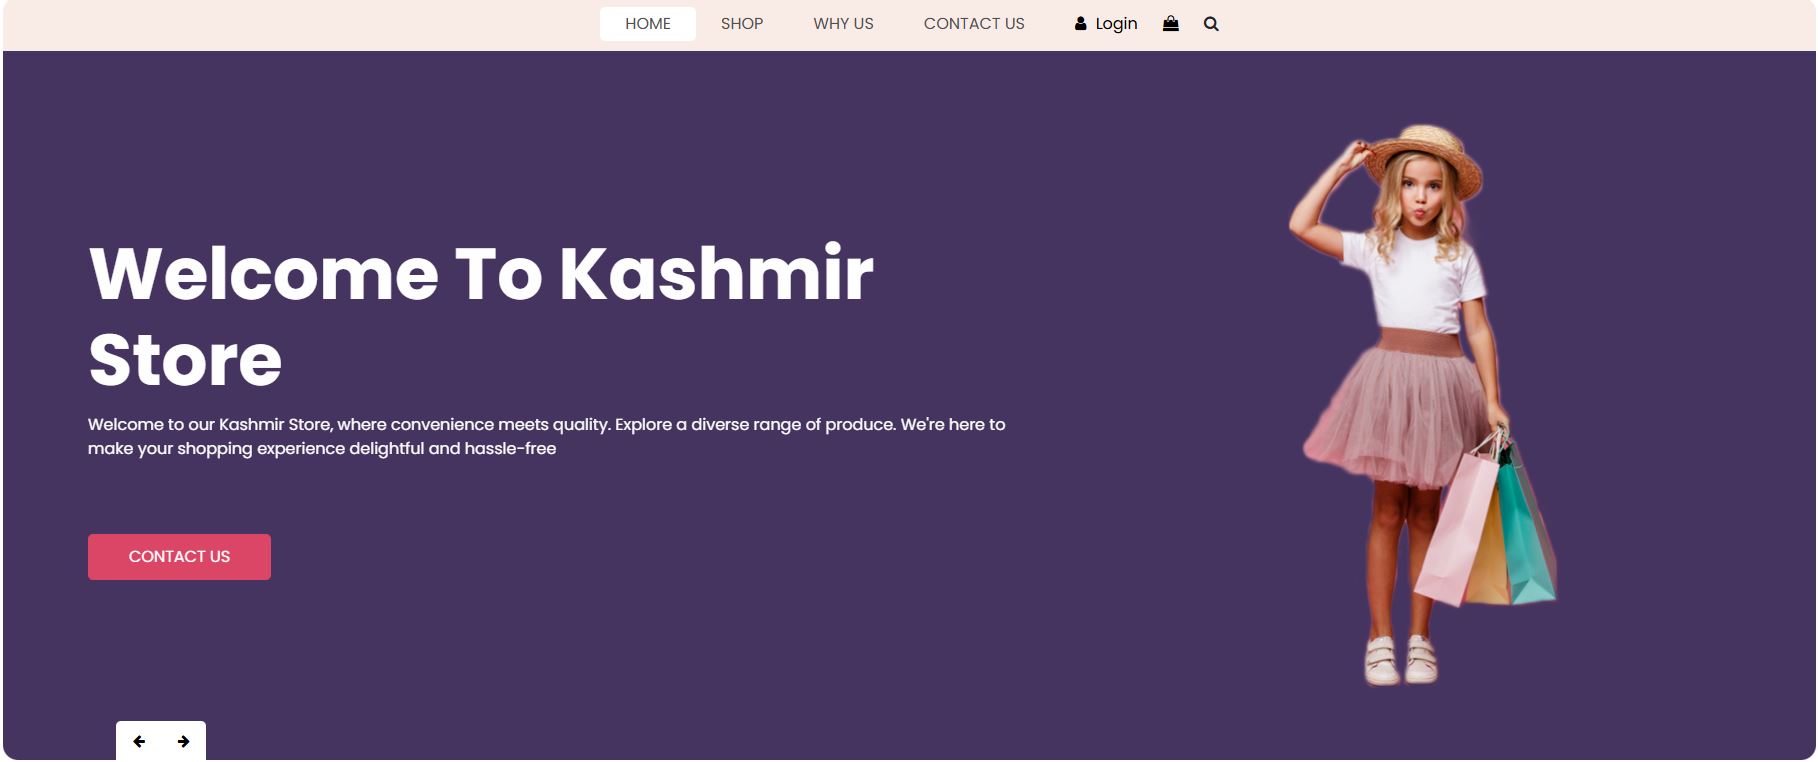 HOME SHOP WHY US CONTACT US Login
Welcome To Kashmir
Store
Welcome to our Kashmir Store, where convenience meets quality. Explore a diverse range of produce. We're here to
make your shopping experience delightful and hassle-free
CONTACT US